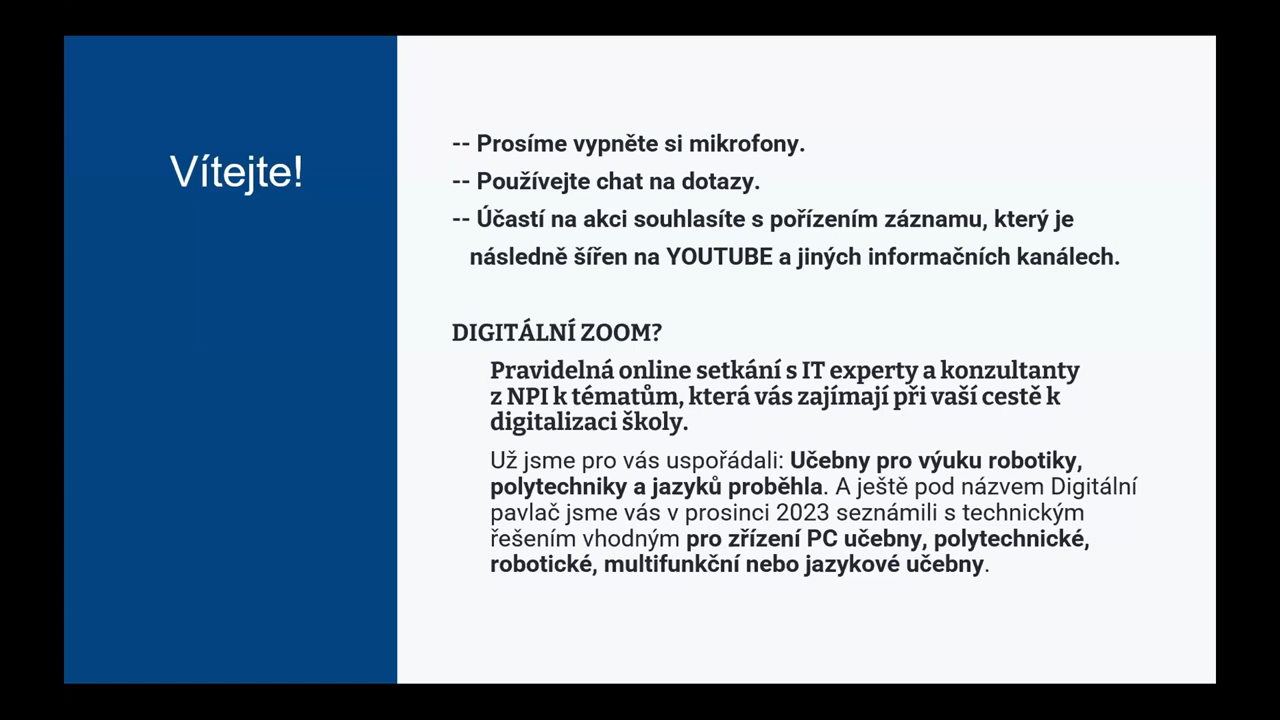 Vítejte!
-- Prosíme vypněte si mikrofony.
-- Používejte chat na dotazy.
-- Účastí na akci souhlasíte s pořízením záznamu, který je
následně šířen na YOUTUBE a jiných informačních kanálech.
DIGITÁLNÍ ZOOM?
Pravidelná online setkání s IT experty a konzultanty
z NPI k tématům, která vás zajímají při vaší cestě k
digitalizaci školy.
Už jsme pro vás uspořádali: Učebny pro výuku robotiky,
polytechniky a jazyků proběhla. A ještě pod názvem Digitální
pavlač jsme vás v prosinci 2023 seznámili s technickým
řešením vhodným pro zřízení PC učebny, polytechnické,
robotické, multifunkční nebo jazykové učebny.